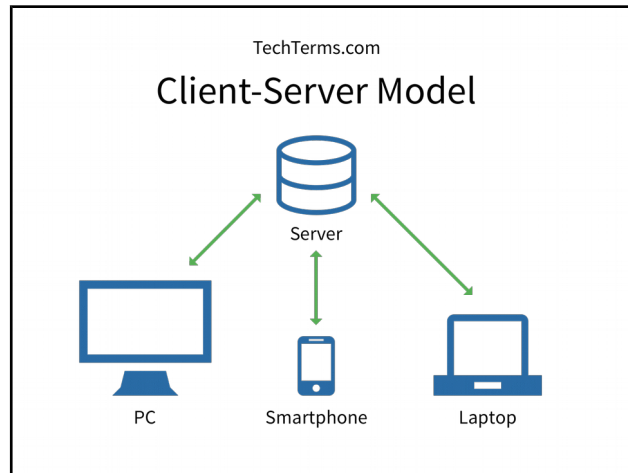 TechTerms.com
Client-Server Model
Server
PC
Smartphone
Laptop